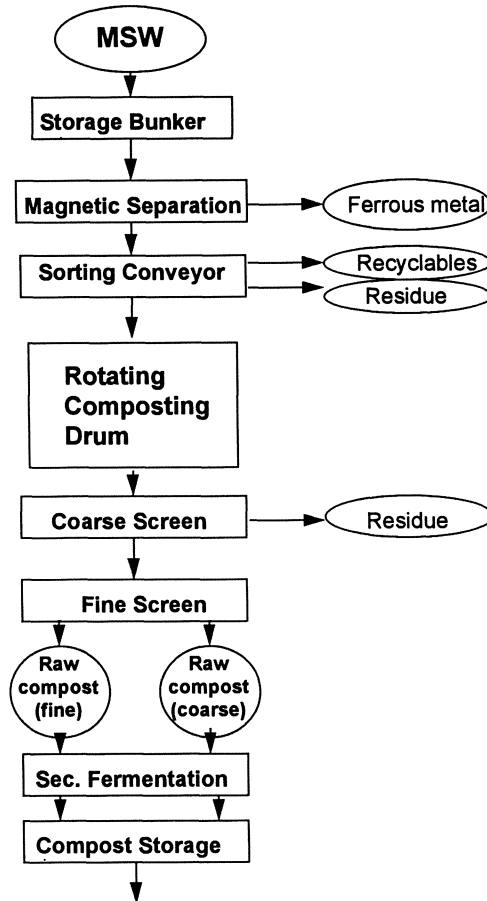 MSW
Storage Bunker
Magnetic Separation
Ferrous metal
Sorting Conveyor
Recyclables
Residue
Rotating
Composting
Drum
Coarse Screen
Residue
Fine Screen
Raw
compost
(fine)
Raw
compost
(coarse)
Sec. Fermentation
Compost Storage